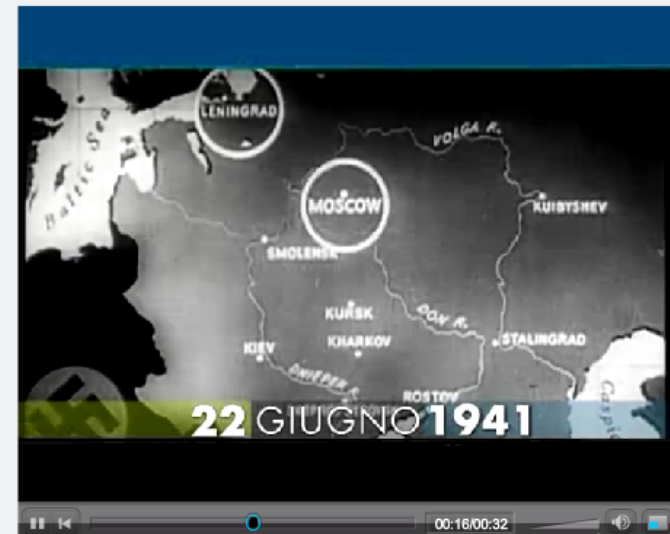 LENINGRAD
Baltic Sea
VOLGA R.
MOSCOW
KUIBYSHEV
SMOLENSK
KURSK
DON R.
STALINGRAD
KIEV
KHARKOV
DNIEPER R.
ROSTOV
Caspi
22 GIUGNO 1941
00:16/00:32